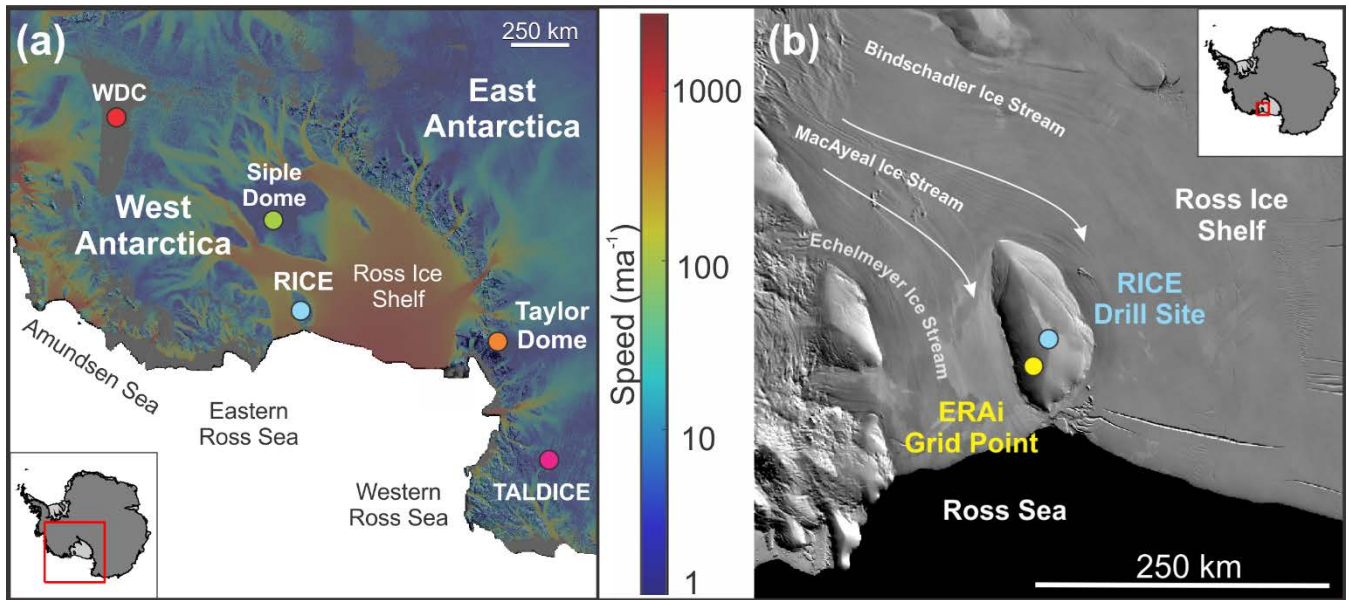 (a)
250 km
WDC
East
Antarctica
Siple
Dome
West
Antarctica
RICE
Ross Ice
Shelf
Taylor
Dome
Amundsen Sea
Eastern
Ross Sea
Western
Ross Sea
TALDICE
Speed (ma⁻¹)
1000
100
10
1
(b)
Bindschadler Ice Stream
MacAyeal Ice Stream
Echelmeyer Ice Stream
Ross Ice
Shelf
RICE
Drill Site
ERAi
Grid Point
Ross Sea
250 km